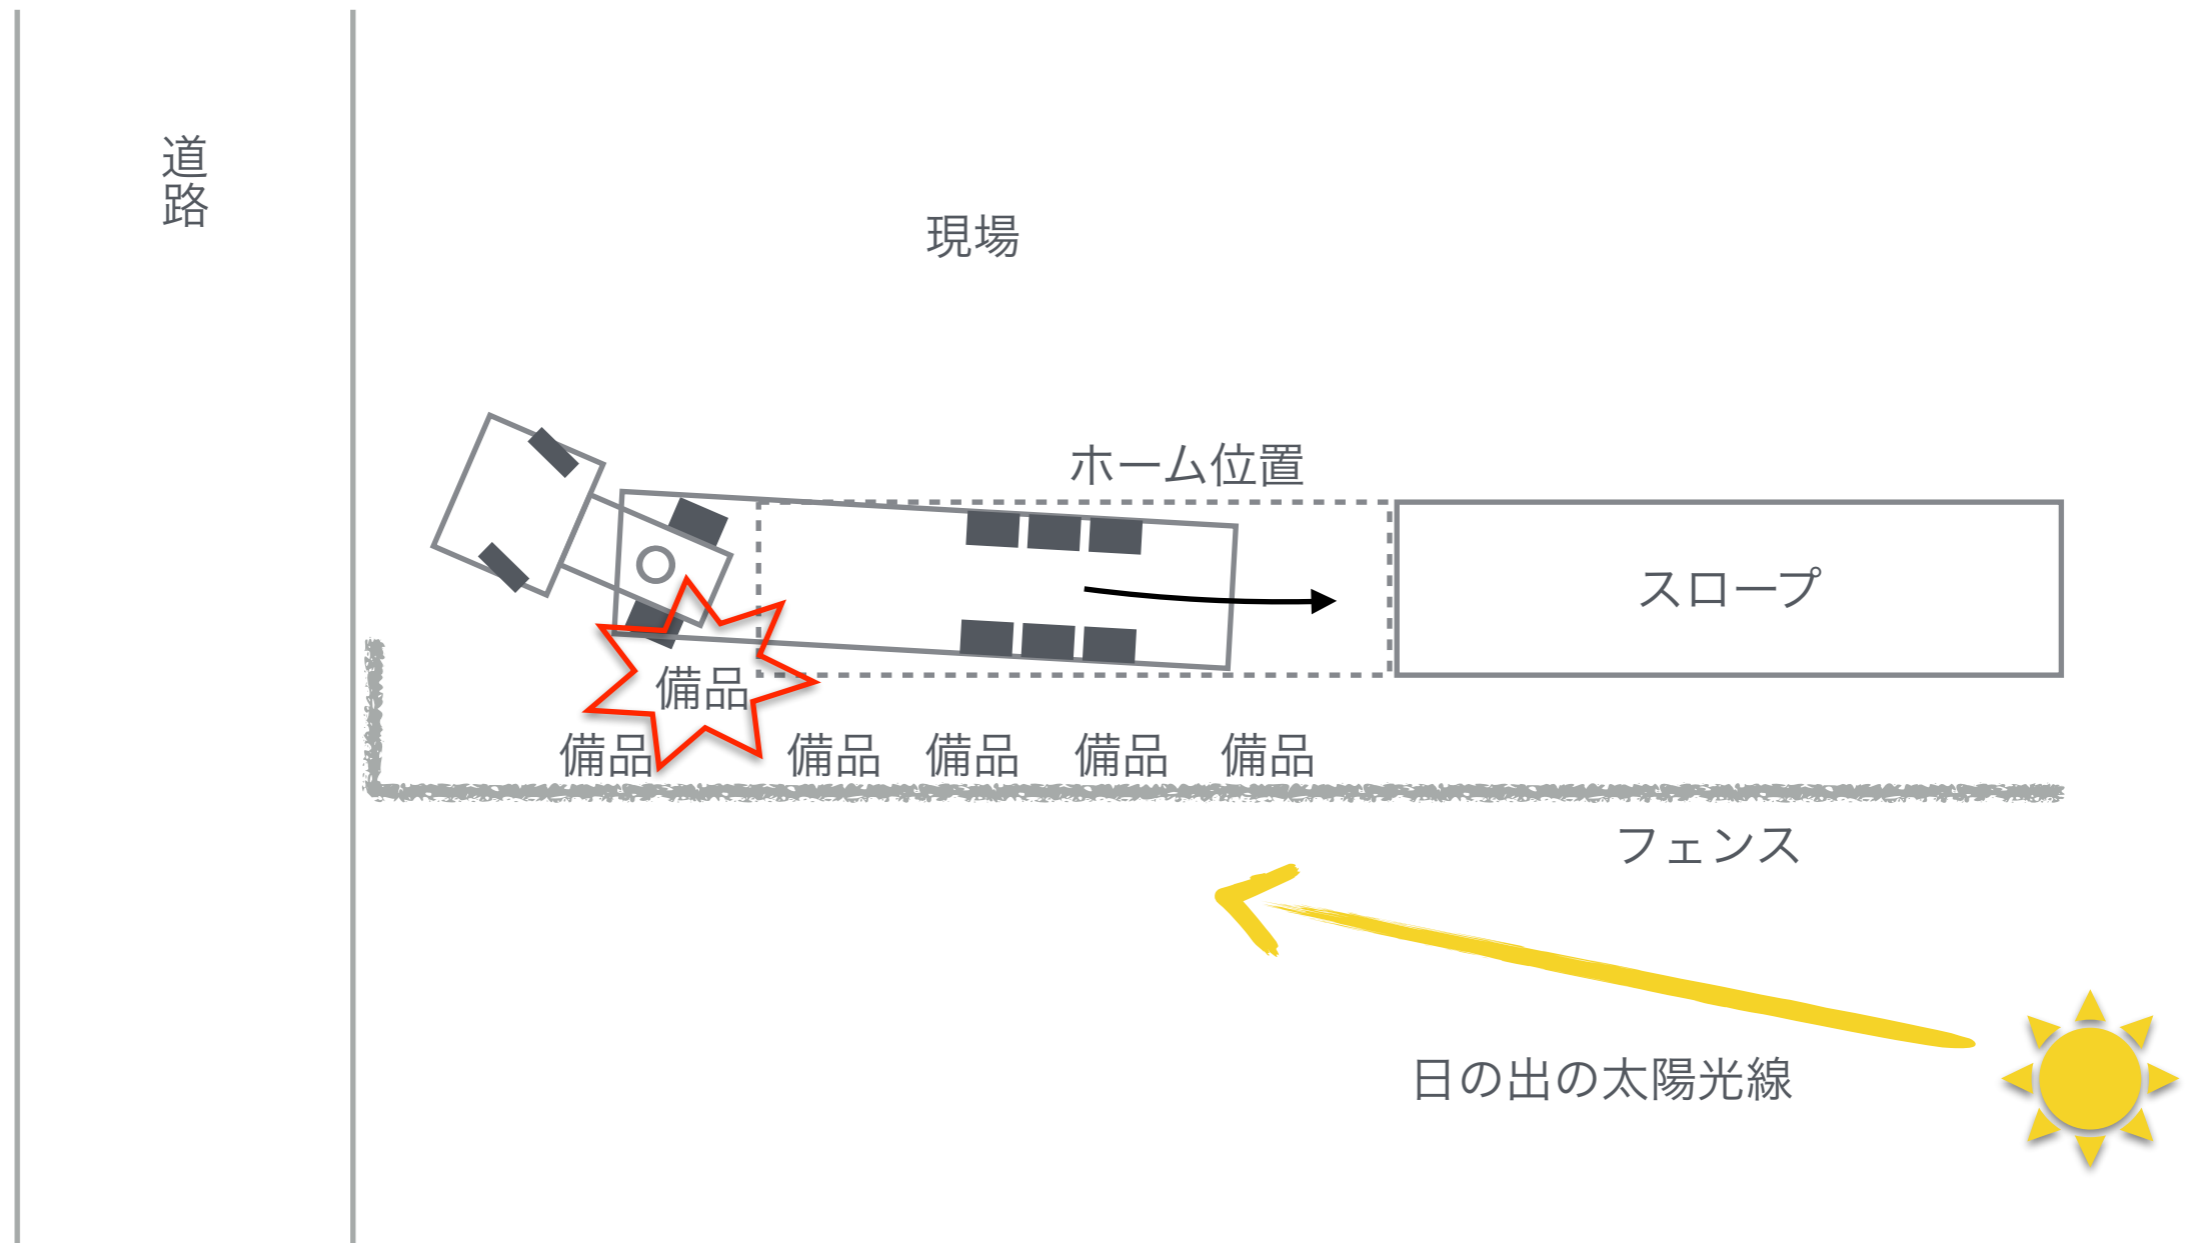 道路
現場
ホーム位置
スロープ
備品
備品
備品
備品
備品
備品
フェンス
日の出の太陽光線